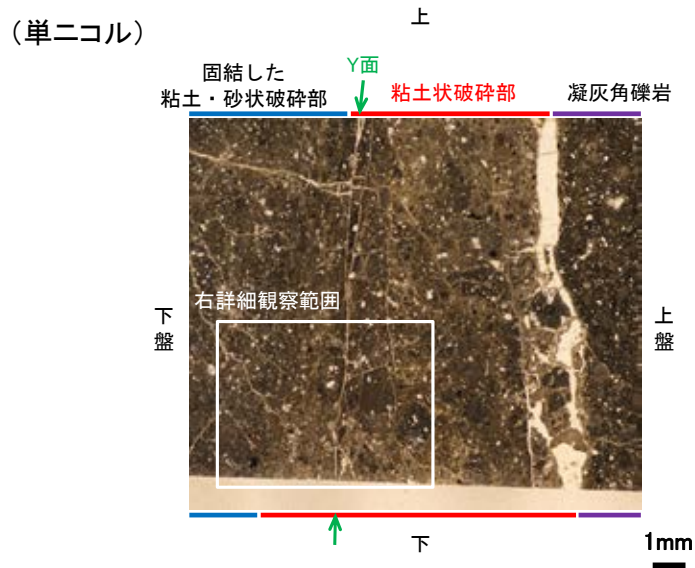 (単ニコル)
上
固結した
粘土・砂状破砕部
Y面
粘土状破砕部
凝灰角礫岩
右詳細観察範囲
下
盤
上
盤
下
1mm